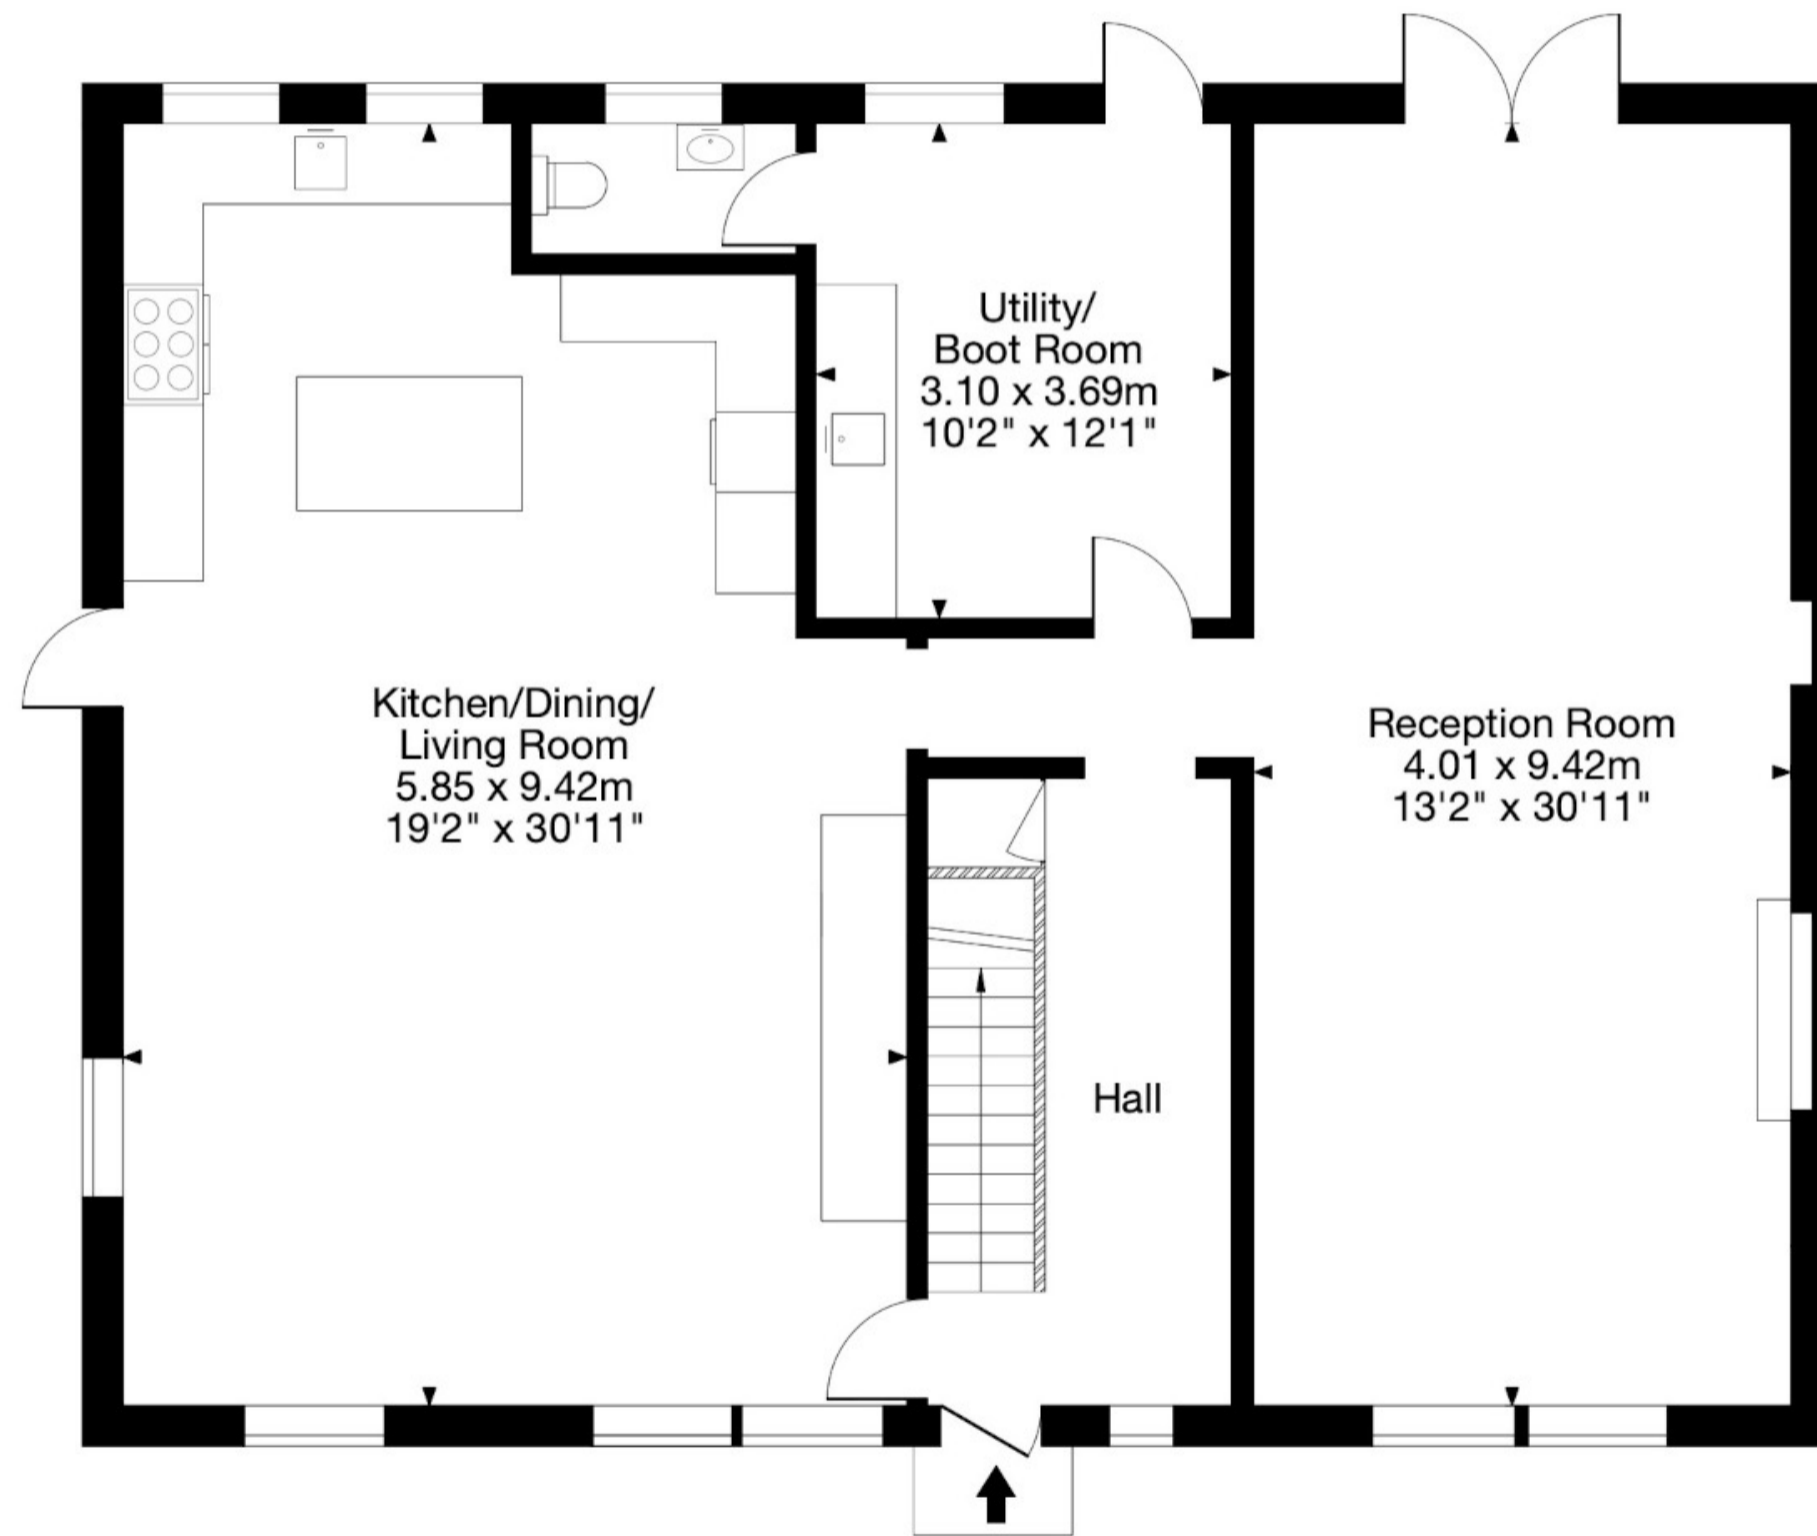 Utility/
Boot Room
3.10 x 3.69m
10'2" x 12'1"
Kitchen/Dining/
Living Room
5.85 x 9.42m
19'2" x 30'11"
Reception Room
4.01 x 9.42m
13'2" x 30'11"
Hall